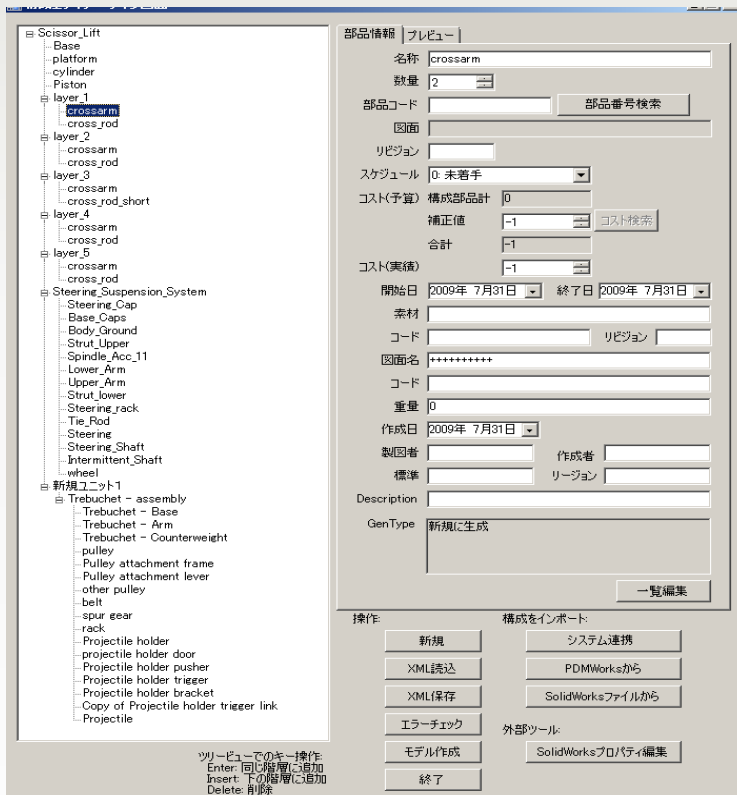 Scissor_Lift
Base
platform
cylinder
Piston
layer_1
crossarm
cross_rod
layer_2
crossarm
cross_rod
layer_3
crossarm
cross_rod_short
layer_4
crossarm
cross_rod
layer_5
crossarm
cross_rod
Steering_Suspension_System
Steering_Cap
Base_Caps
Body_Ground
Strut_Upper
Spindle_Acc_11
Lower_Arm
Upper_Arm
Strut_lower
Steering_rack
Tie_Rod
Steering
Steering_Shaft
Intermittent_Shaft
wheel
新規ユニット1
Trebuchet - assembly
Trebuchet - Base
Trebuchet - Arm
Trebuchet - Counterweight
pulley
Pulley attachment frame
Pulley attachment lever
other pulley
belt
spur gear
rack
Projectile holder
projectile holder door
Projectile holder pusher
Projectile holder trigger
Projectile holder bracket
Copy of Projectile holder trigger link
Projectile
ツリービューでのキー操作:
Enter: 同じ階層に追加
Insert: 下の階層に追加
Delete: 削除
部品情報 プレビュー
名称 crossarm
数量 2
部品コード 部品番号検索
図面
リビジョン
スケジュール 0: 未着手
コスト(予算) 構成部品計 0
補正値 -1 コスト検索
合計 -1
コスト(実績) -1
開始日 2009年 7月31日 終了日 2009年 7月31日
素材
コード リビジョン
図面名 ++++++++++
コード
重量 0
作成日 2009年 7月31日
製図者 作成者
標準 リージョン
Description
GenType 新規に生成
一覧編集
操作: 構成をインポート:
新規 システム連携
XML読込 PDMWorksから
XML保存 SolidWorksファイルから
エラーチェック 外部ツール:
モデル作成 SolidWorksプロパティ編集
終了